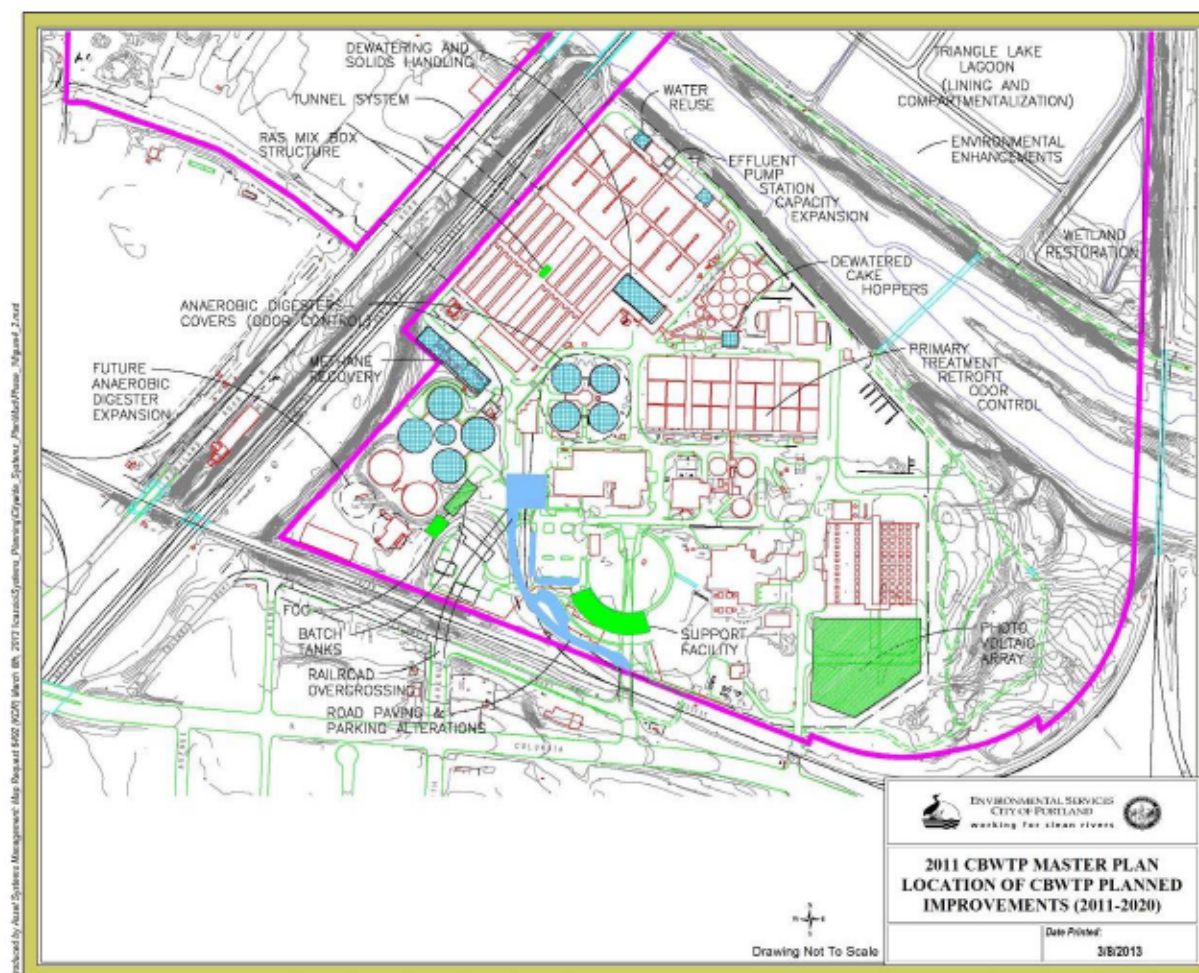 DEWATERING AND
SOLIDS HANDLING
TUNNEL SYSTEM
RAS MIX BOX
STRUCTURE
WATER
REUSE
EFFLUENT
PUMP
STATION
CAPACITY
EXPANSION
TRIANGLE LAKE
LAGOON
(LINING AND
COMPARTMENTALIZATION)
ENVIRONMENTAL
ENHANCEMENTS
WETLAND
RESTORATION
DEWATERED
CAKE
HOPPERS
ANAEROBIC DIGESTERS
COVERS (ODOR CONTROL)
METHANE
RECOVERY
FUTURE
ANAEROBIC
DIGESTER
EXPANSION
PRIMARY
TREATMENT
RETROFIT
ODOR
CONTROL
FOG
BATCH
TANKS
RAILROAD
OVERCROSSING
ROAD PAVING &
PARKING ALTERATIONS
SUPPORT
FACILITY
PHOTO
VOLTAIC
ARRAY
COLUMBIA
ENVIRONMENTAL SERVICES
CITY OF PORTLAND
working for clean rivers
2011 CBWTP MASTER PLAN
LOCATION OF CBWTP PLANNED
IMPROVEMENTS (2011-2020)
Date Printed:
3/8/2013
Drawing Not To Scale